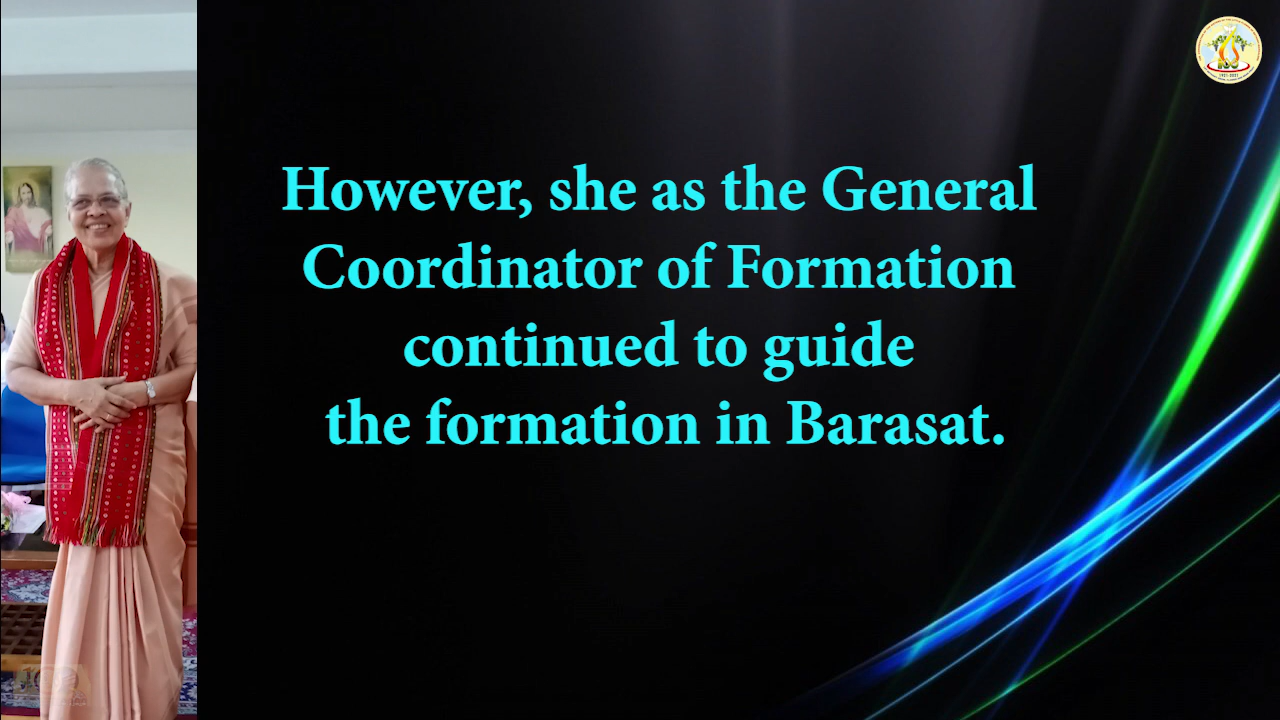 However, she as the General
Coordinator of Formation
continued to guide
the formation in Barasat.